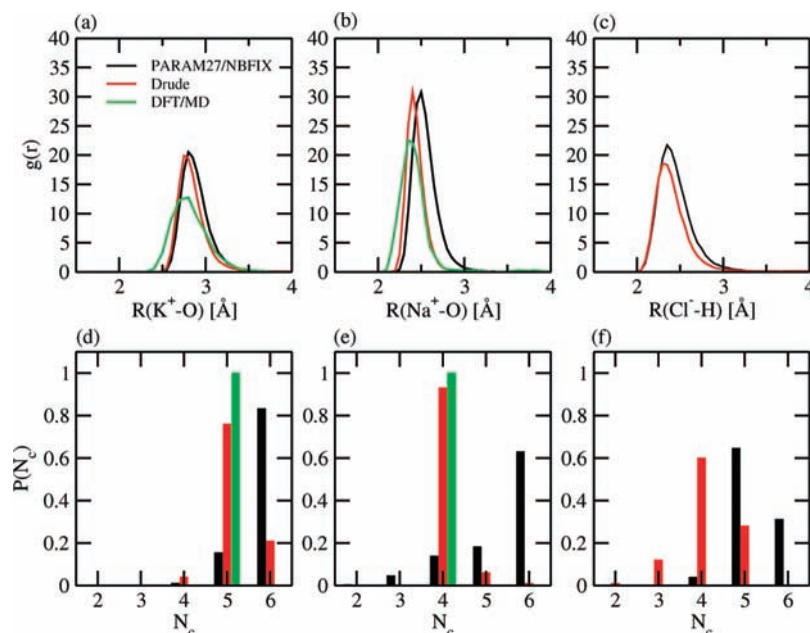 (a) (b) (c)
40 40 40
35 35 35
30 30 30
25 25 25
20 20 20
15 15 15
10 10 10
5 5 5
0 0 0
g(r)
PARAM27/NBFIX
Drude
DFT/MD
2 3 4 2 3 4 2 3 4
R(K⁺-O) [Å] R(Na⁺-O) [Å] R(Cl⁻-H) [Å]
(d) (e) (f)
1 1 1
0.8 0.8 0.8
0.6 0.6 0.6
0.4 0.4 0.4
0.2 0.2 0.2
0 0 0
P(N_c)
2 3 4 5 6 2 3 4 5 6 2 3 4 5 6
N_c N_c N_c